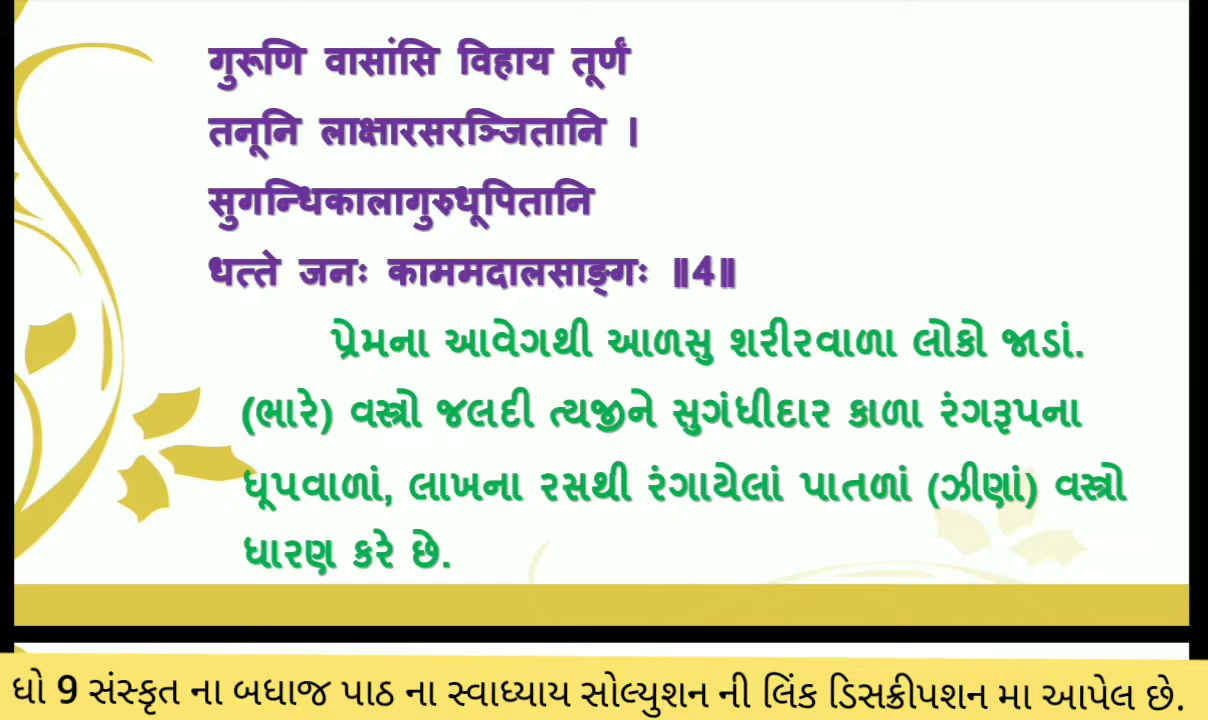 गुरूणि वासांसि विहाय तूर्णं
तनूनि लाक्षारसरञ्जितानि ।
सुगन्धिकालागुरुधूपितानि
धत्ते जनः काममदालसाङ्गः ॥4॥
પ્રેમના આવેગથી આળસુ શરીરવાળા લોકો જાડાં.
(ભારે) વસ્ત્રો જલદી ત્યજીને સુગંધીદાર કાળા રંગરૂપના
ધૂપવાળાં, લાખના રસથી રંગાયેલાં પાતળાં (ઝીણાં) વસ્ત્રો
ધારણ કરે છે.
ધો 9 સંસ્કૃત ના બધાજ પાઠ ના સ્વાધ્યાય સોલ્યુશન ની લિંક ડિસક્રીપશન મા આપેલ છે.